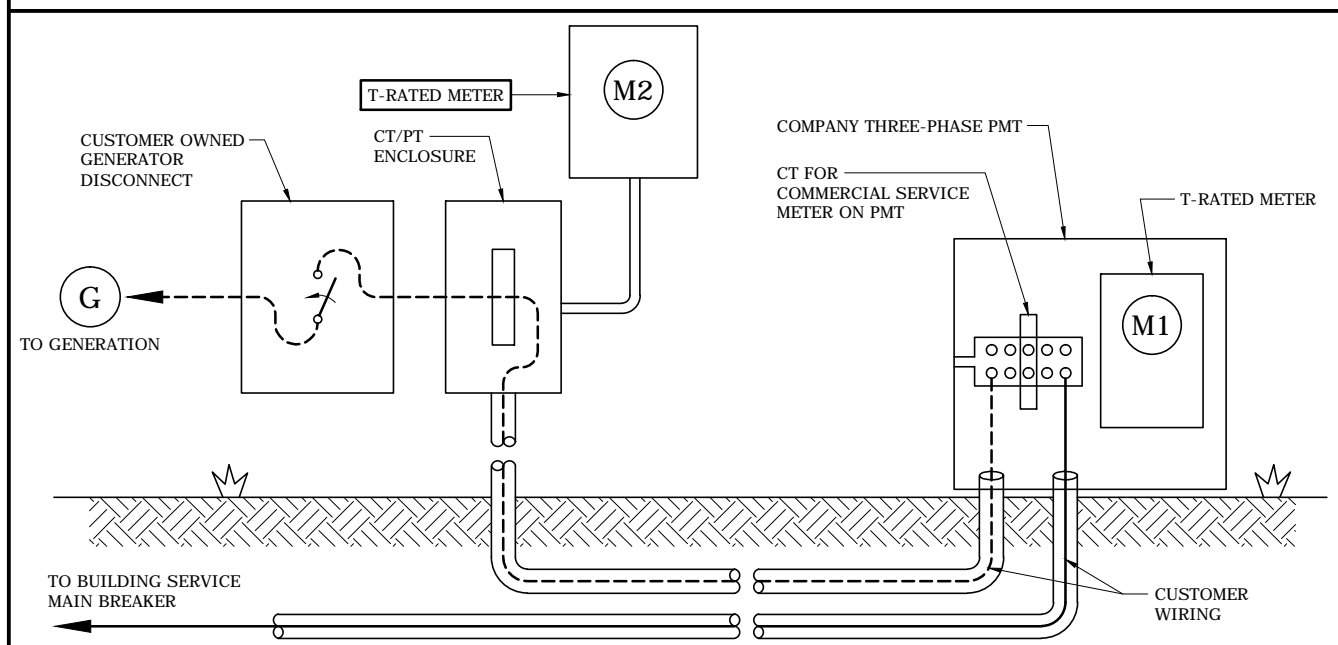 M2
T-RATED METER
CUSTOMER OWNED
GENERATOR
DISCONNECT
CT/PT
ENCLOSURE
COMPANY THREE-PHASE PMT
CT FOR
COMMERCIAL SERVICE
METER ON PMT
T-RATED METER
G
TO GENERATION
M1
TO BUILDING SERVICE
MAIN BREAKER
CUSTOMER
WIRING